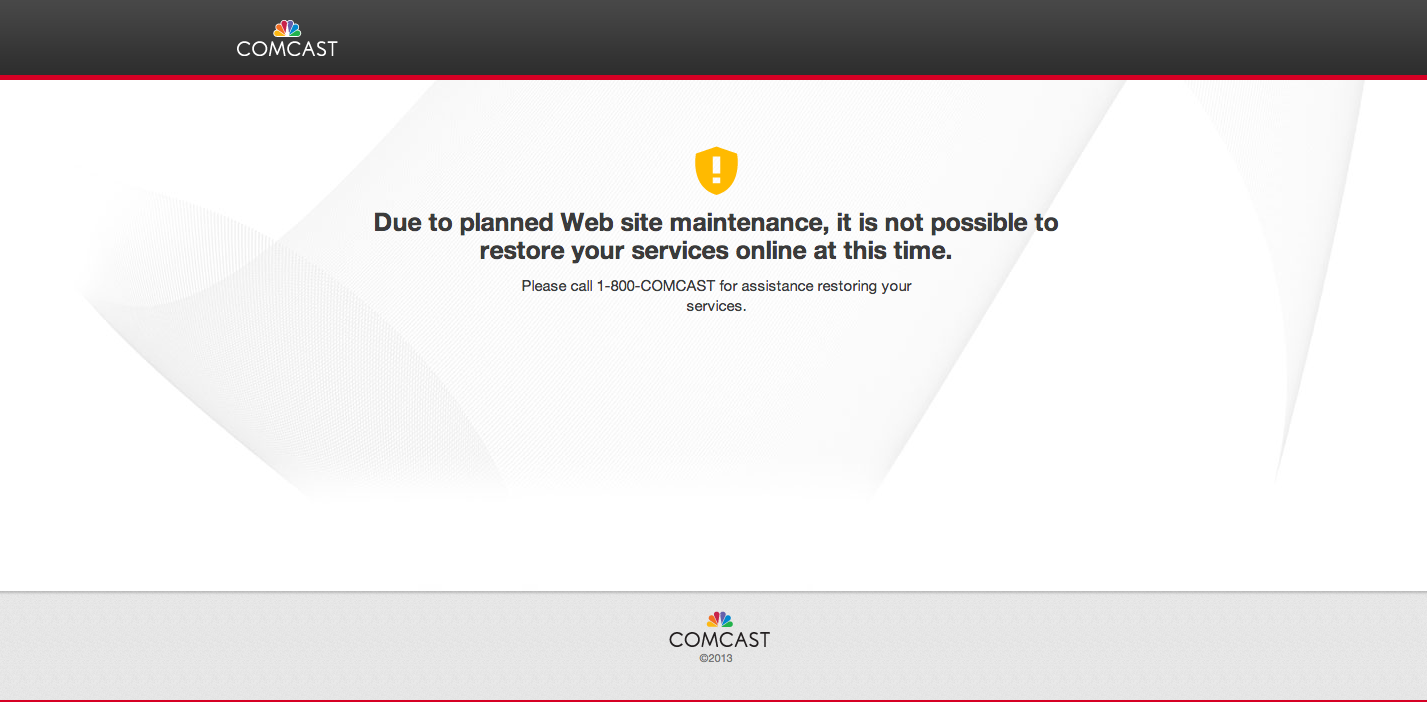 COMCAST
Due to planned Web site maintenance, it is not possible to
restore your services online at this time.
Please call 1-800-COMCAST for assistance restoring your
services.
COMCAST
©2013